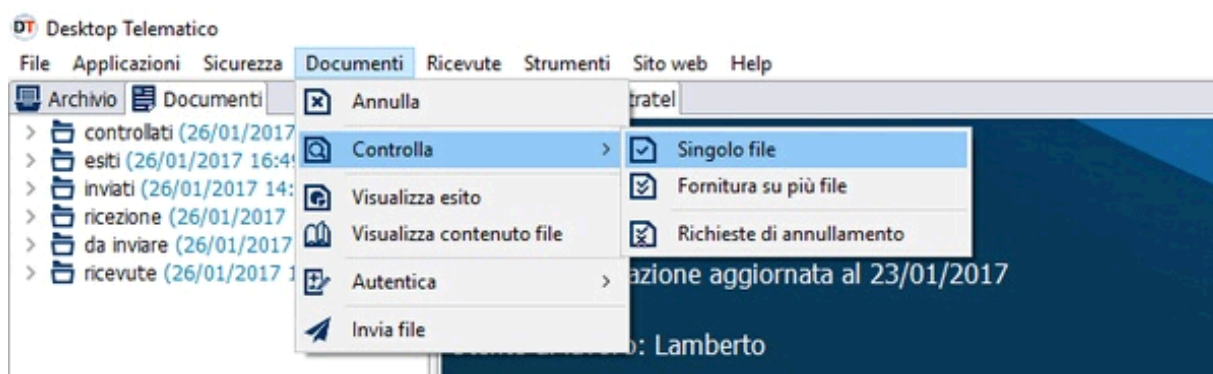 DT Desktop Telematico
File Applicazioni Sicurezza Documenti Ricevute Strumenti Sito web Help
Archivio Documenti tratel
Annulla
controllati (26/01/2017
Controlla > Singolo file
esiti (26/01/2017 16:49
inviati (26/01/2017 14:
Visualizza esito Fornitura su più file
ricezione (26/01/2017
da inviare (26/01/2017
Visualizza contenuto file Richieste di annullamento
ricevute (26/01/2017 1
Autentica > azione aggiornata al 23/01/2017
Invia file
: Lamberto